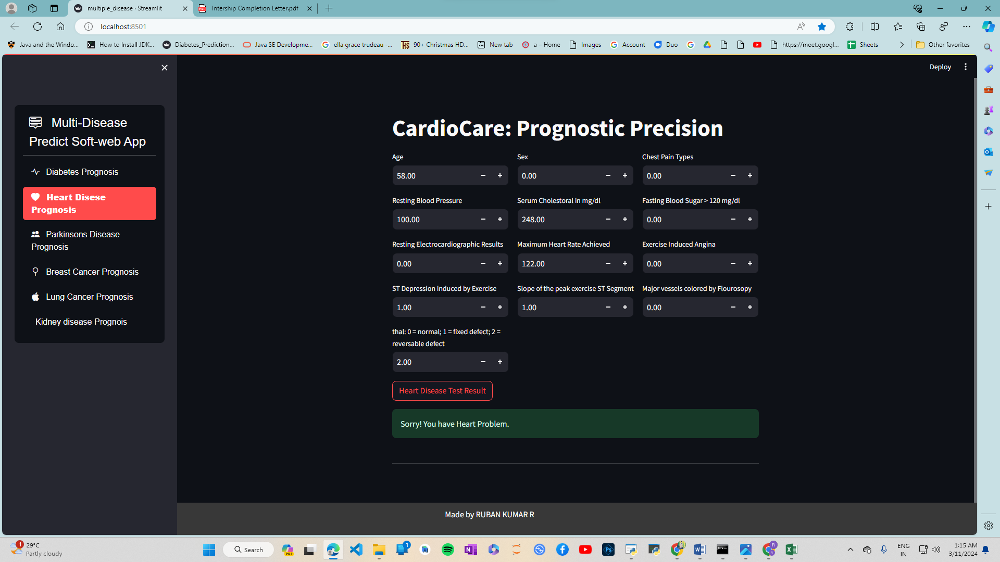 multiple_disease · Streamlit
Intership Completion Letter.pdf
localhost:8501
Java and the Windo...
How to Install JDK...
Diabetes_Prediction...
Java SE Developme...
ella grace trudeau -...
90+ Christmas HD...
New tab
a – Home
Images
Account
Duo
https://meet.googl...
Sheets
Other favorites
Deploy
Multi-Disease
Predict Soft-web App
Diabetes Prognosis
Heart Disese
Prognosis
Parkinsons Disease
Prognosis
Breast Cancer Prognosis
Lung Cancer Prognosis
Kidney disease Prognois
CardioCare: Prognostic Precision
Age Sex Chest Pain Types
58.00 0.00 0.00
Resting Blood Pressure Serum Cholestoral in mg/dl Fasting Blood Sugar > 120 mg/dl
100.00 248.00 0.00
Resting Electrocardiographic Results Maximum Heart Rate Achieved Exercise Induced Angina
0.00 122.00 0.00
ST Depression induced by Exercise Slope of the peak exercise ST Segment Major vessels colored by Flourosopy
1.00 1.00 0.00
thal: 0 = normal; 1 = fixed defect; 2 =
reversable defect
2.00
Heart Disease Test Result
Sorry! You have Heart Problem.
Made by RUBAN KUMAR R
29°C
Partly cloudy
Search
ENG
IN
1:15 AM
3/11/2024